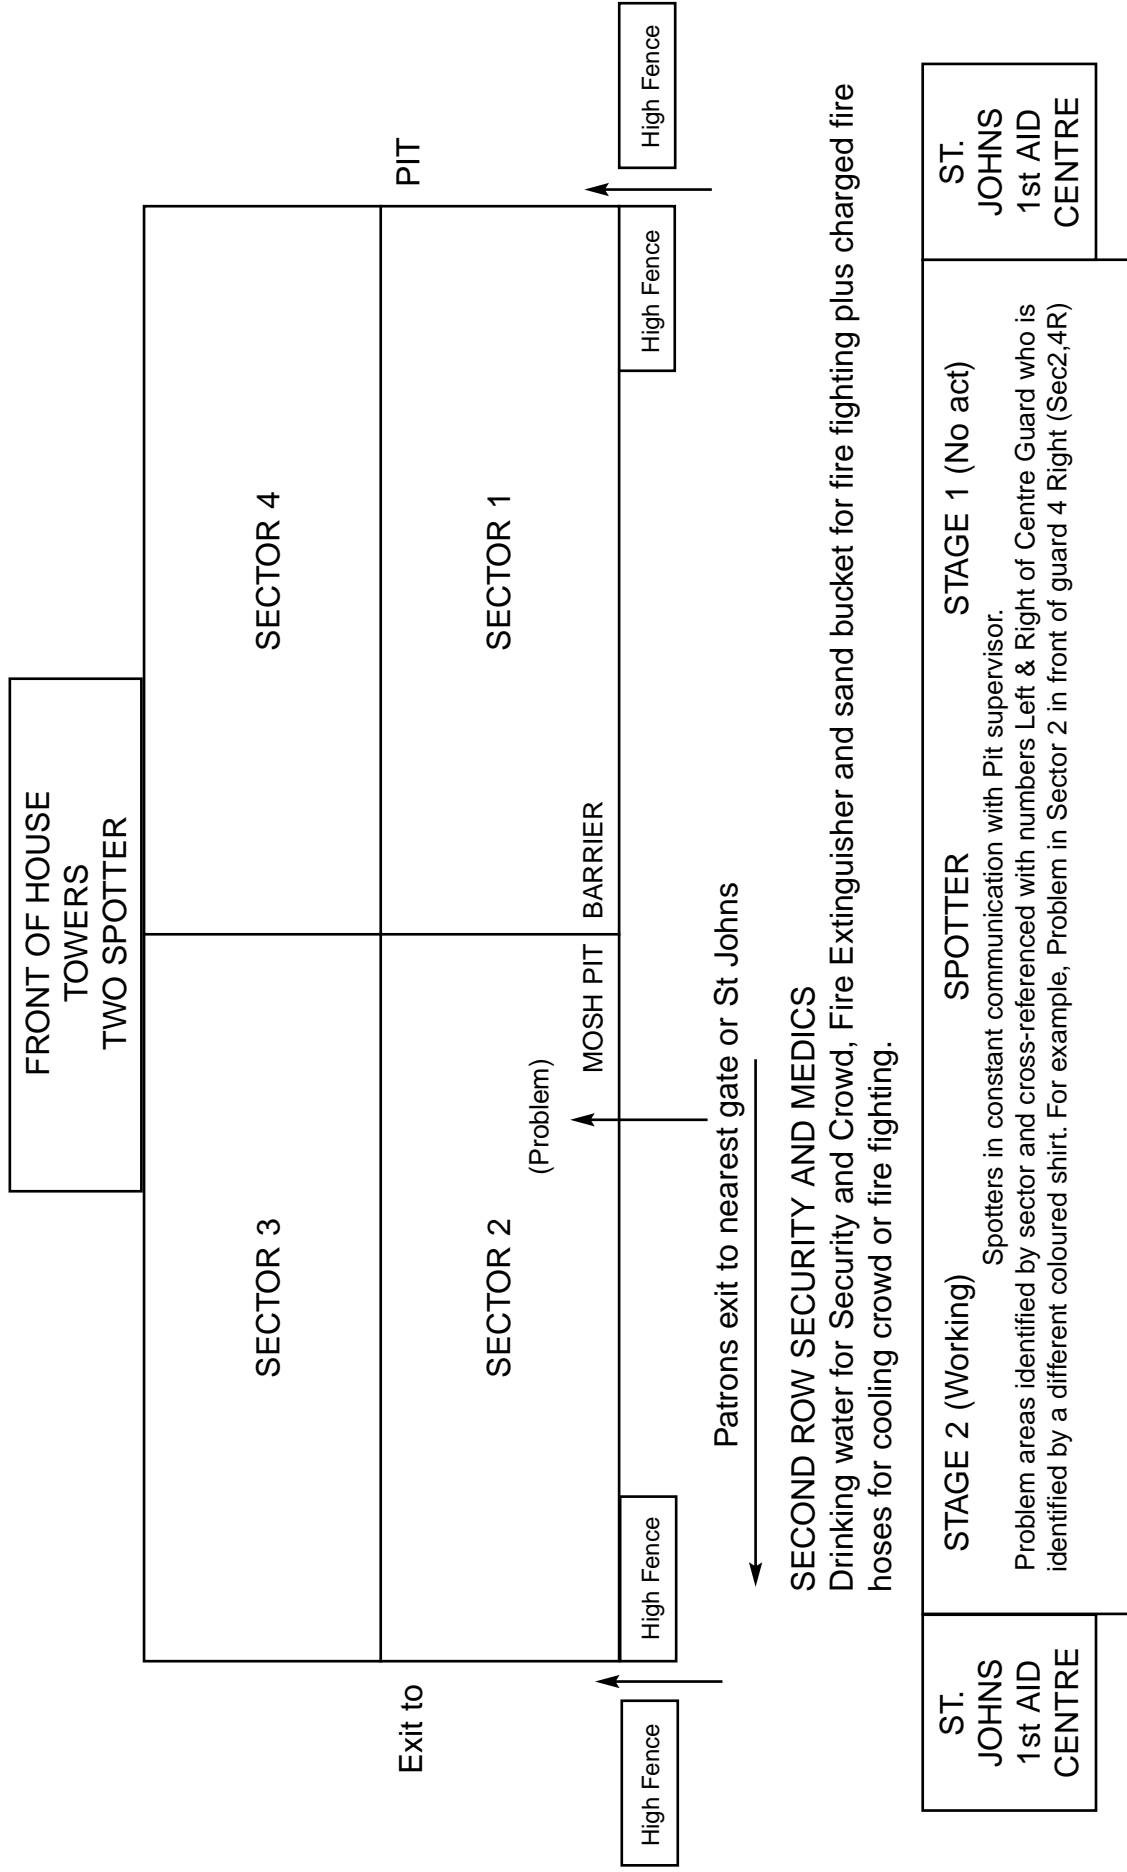 FRONT OF HOUSE
TOWERS
TWO SPOTTER
SECTOR 3
SECTOR 4
Exit to
PIT
SECTOR 2
SECTOR 1
(Problem)
MOSH PIT
BARRIER
High Fence
High Fence
High Fence
High Fence
Patrons exit to nearest gate or St Johns
SECOND ROW SECURITY AND MEDICS
Drinking water for Security and Crowd, Fire Extinguisher and sand bucket for fire fighting plus charged fire
hoses for cooling crowd or fire fighting.
ST.
JOHNS
1st AID
CENTRE
STAGE 2 (Working)
SPOTTER
STAGE 1 (No act)
Spotters in constant communication with Pit supervisor.
Problem areas identified by sector and cross-referenced with numbers Left & Right of Centre Guard who is
identified by a different coloured shirt. For example, Problem in Sector 2 in front of guard 4 Right (Sec2,4R)
ST.
JOHNS
1st AID
CENTRE